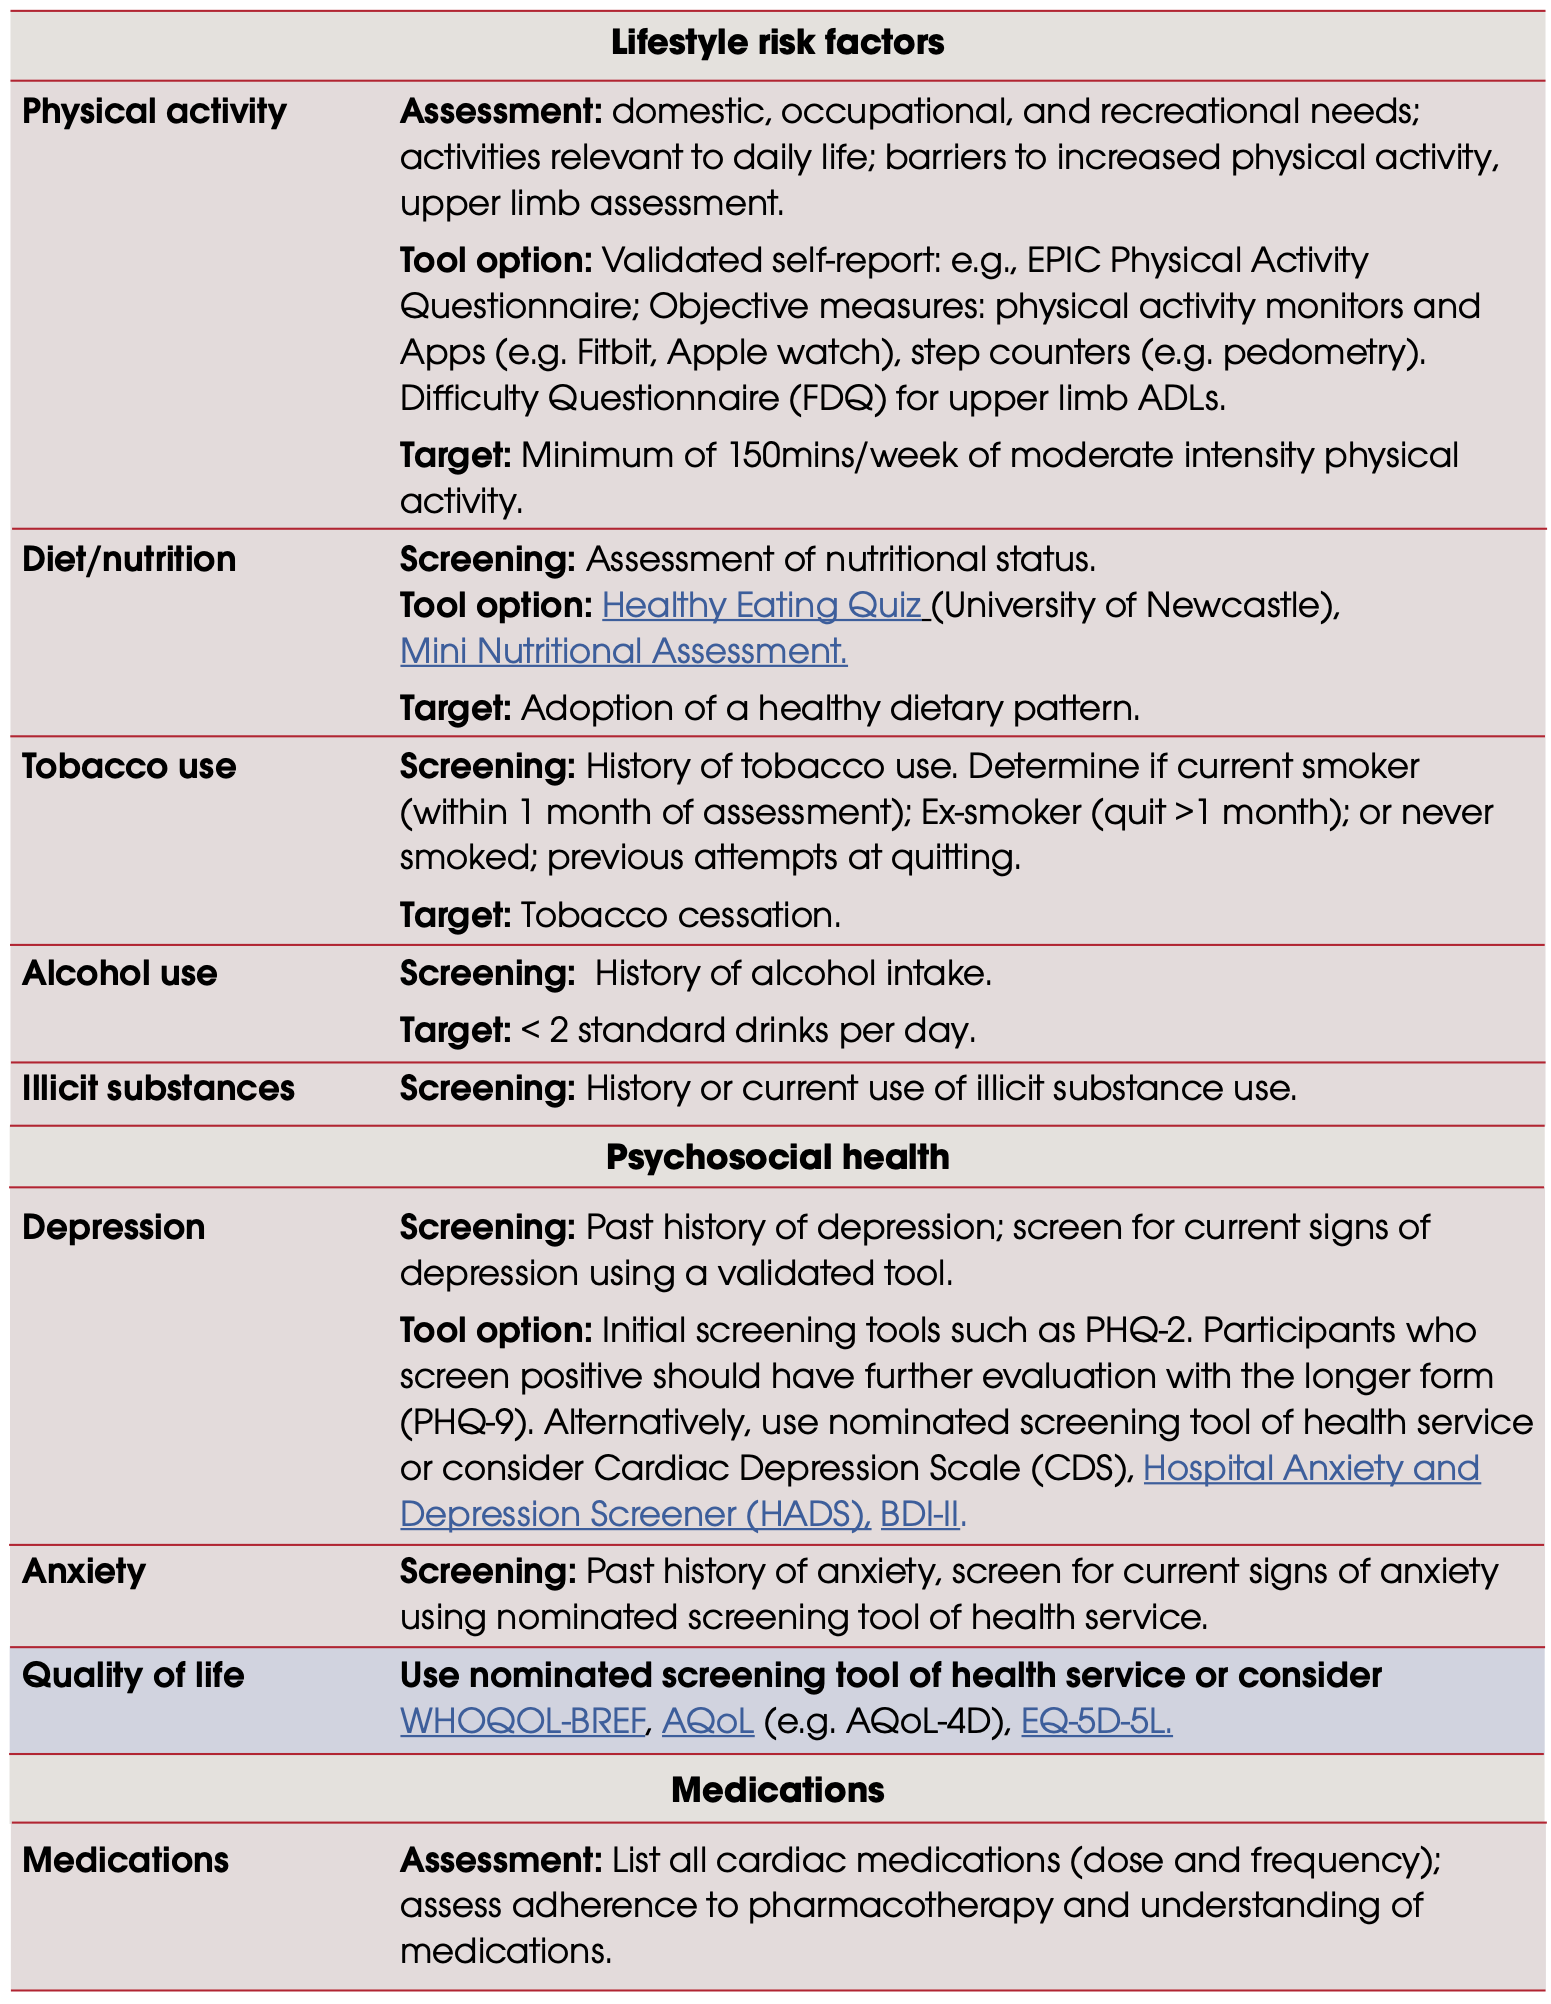 Lifestyle risk factors
Physical activity
Assessment: domestic, occupational, and recreational needs;
activities relevant to daily life; barriers to increased physical activity,
upper limb assessment.
Tool option: Validated self-report: e.g., EPIC Physical Activity
Questionnaire; Objective measures: physical activity monitors and
Apps (e.g. Fitbit, Apple watch), step counters (e.g. pedometry).
Difficulty Questionnaire (FDQ) for upper limb ADLs.
Target: Minimum of 150mins/week of moderate intensity physical
activity.
Diet/nutrition
Screening: Assessment of nutritional status.
Tool option: Healthy Eating Quiz (University of Newcastle),
Mini Nutritional Assessment.
Target: Adoption of a healthy dietary pattern.
Tobacco use
Screening: History of tobacco use. Determine if current smoker
(within 1 month of assessment); Ex-smoker (quit >1 month); or never
smoked; previous attempts at quitting.
Target: Tobacco cessation.
Alcohol use
Screening: History of alcohol intake.
Target: < 2 standard drinks per day.
Illicit substances
Screening: History or current use of illicit substance use.
Psychosocial health
Depression
Screening: Past history of depression; screen for current signs of
depression using a validated tool.
Tool option: Initial screening tools such as PHQ-2. Participants who
screen positive should have further evaluation with the longer form
(PHQ-9). Alternatively, use nominated screening tool of health service
or consider Cardiac Depression Scale (CDS), Hospital Anxiety and
Depression Screener (HADS), BDI-II.
Anxiety
Screening: Past history of anxiety, screen for current signs of anxiety
using nominated screening tool of health service.
Quality of life
Use nominated screening tool of health service or consider
WHOQOL-BREF, AQoL (e.g. AQoL-4D), EQ-5D-5L.
Medications
Medications
Assessment: List all cardiac medications (dose and frequency);
assess adherence to pharmacotherapy and understanding of
medications.